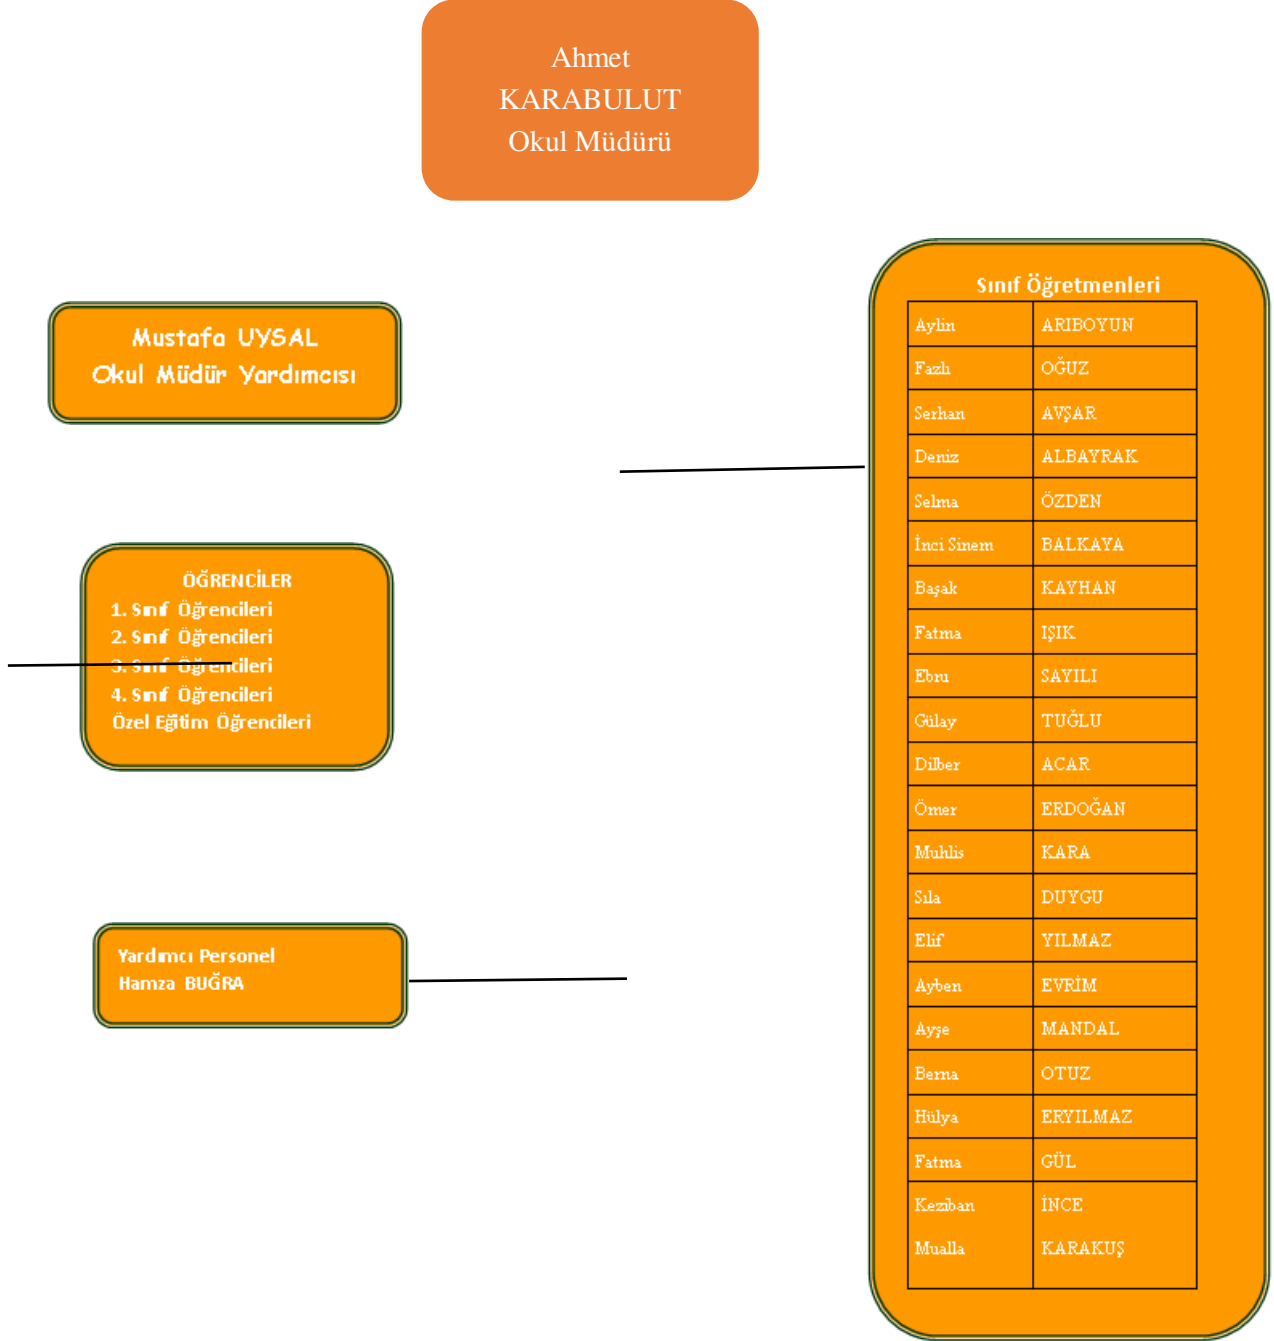 Ahmet
KARABULUT
Okul Müdürü
Mustafa UYSAL
Okul Müdür Yardımcısı
ÖĞRENCİLER
1. Sınıf Öğrencileri
2. Sınıf Öğrencileri
3. Sınıf Öğrencileri
4. Sınıf Öğrencileri
Özel Eğitim Öğrencileri
Yardımcı Personel
Hamza BUĞRA
Sınıf Öğretmenleri
Aylin ARIBOYUN
Fazlı OĞUZ
Serhan AVŞAR
Deniz ALBAYRAK
Selma ÖZDEN
İnci Sinem BALKAYA
Başak KAYHAN
Fatma IŞIK
Ebru SAYILI
Gülay TUĞLU
Dilber ACAR
Ömer ERDOĞAN
Muhlis KARA
Sıla DUYGU
Elif YILMAZ
Ayben EVRİM
Ayşe MANDAL
Berna OTUZ
Hülya ERYILMAZ
Fatma GÜL
Keziban İNCE
Mualla KARAKUŞ